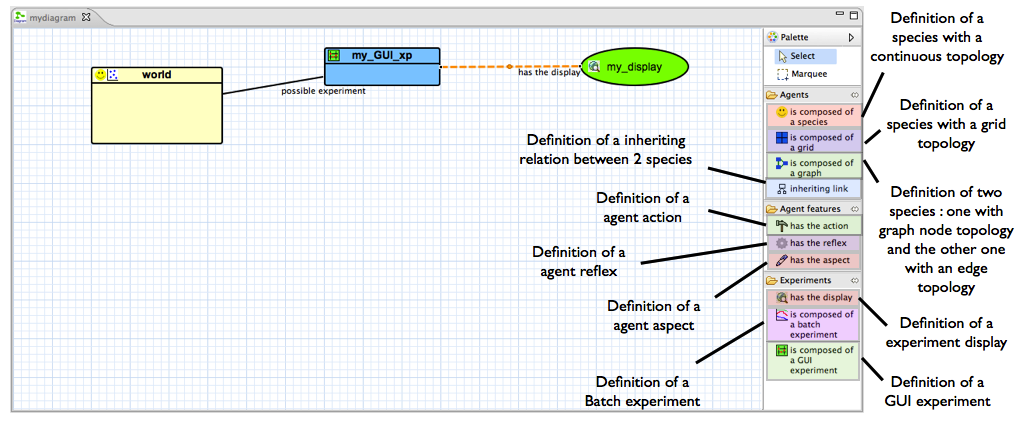 mydiagram
world
my_GUI_xp
my_display
possible experiment
has the display
Palette
Select
Marquee
Agents
is composed of
a species
is composed of
a grid
is composed of
a graph
inheriting link
Agent features
has the action
has the reflex
has the aspect
Experiments
has the display
is composed of
a batch
experiment
is composed of
a GUI
experiment
Definition of a
species with a
continuous topology
Definition of a
species with a grid
topology
Definition of a inheriting
relation between 2 species
Definition of a
agent action
Definition of two
species : one with
graph node topology
and the other one
with an edge
topology
Definition of a
agent reflex
Definition of a
agent aspect
Definition of a
experiment display
Definition of a
Batch experiment
Definition of a
GUI experiment